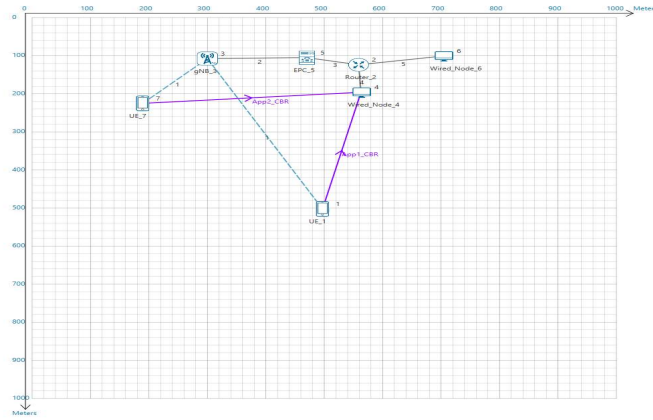 0 100 200 300 400 500 600 700 800 900 1000 Meters
0
100
200
300
400
500
600
700
800
900
1000
Meters
3
gNB_3
5
EPC_5
2
Router_2
6
Wired_Node_6
2
3
5
4
4
Wired_Node_4
1
7
UE_7
App2_CBR
App1_CBR
1
UE_1